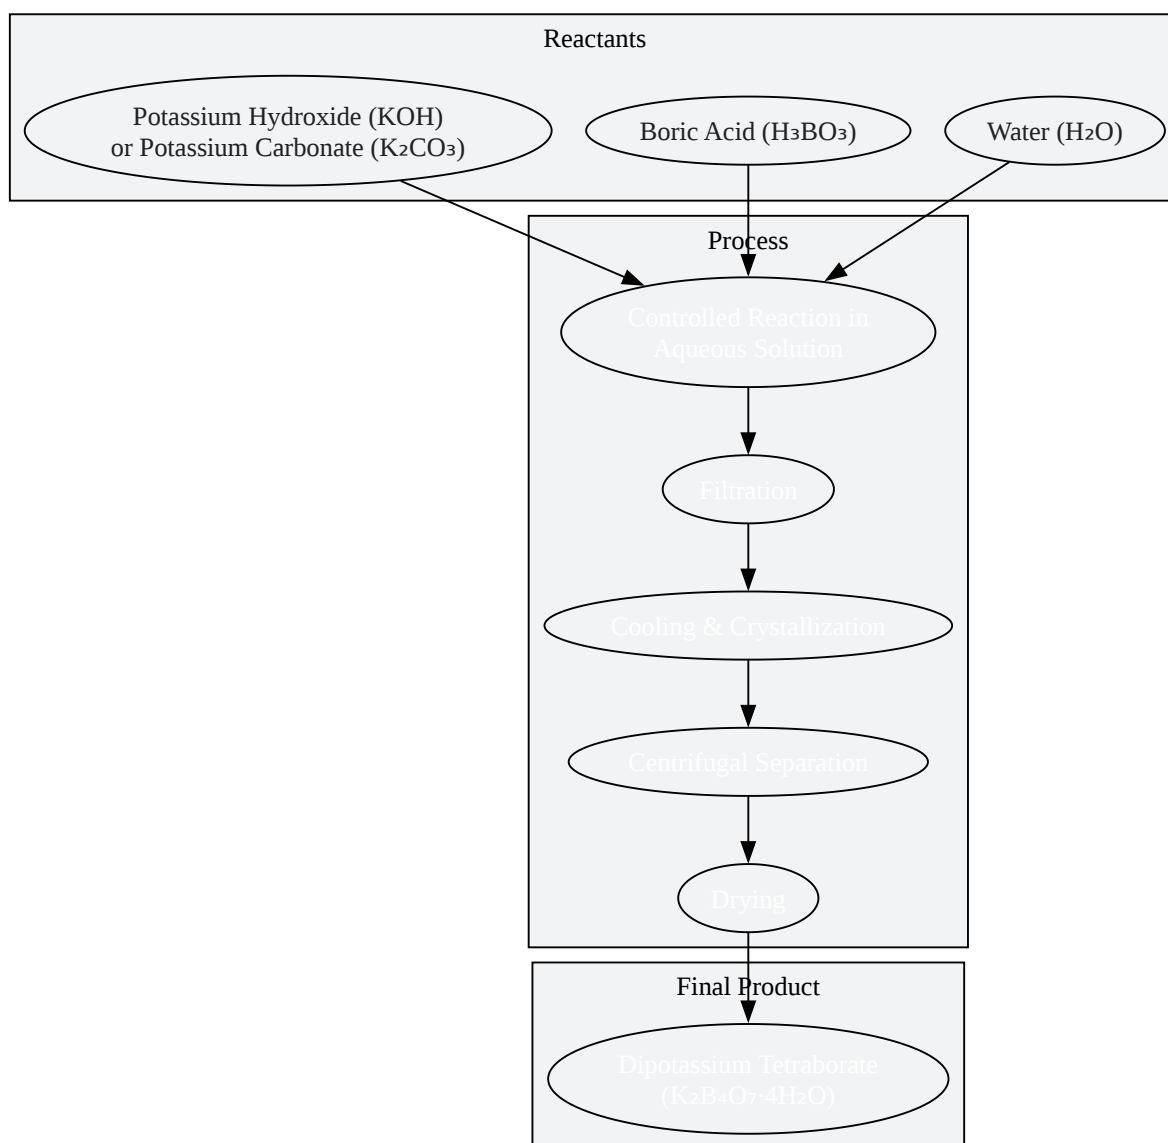 Reactants
Potassium Hydroxide (KOH)
or Potassium Carbonate (K₂CO₃)
Boric Acid (H₃BO₃)
Water (H₂O)
Process
Controlled Reaction in
Aqueous Solution
Filtration
Cooling & Crystallization
Centrifugal Separation
Drying
Final Product
Dipotassium Tetraborate
(K₂B₄O₇·4H₂O)